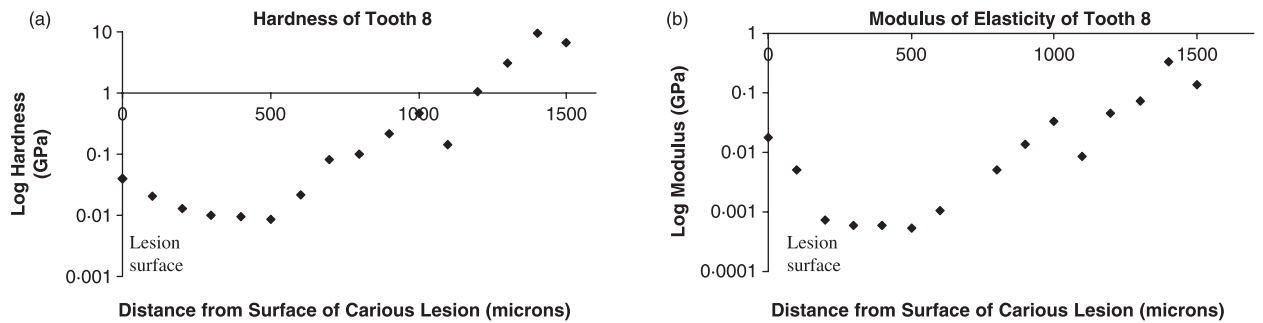 (a)
Hardness of Tooth 8
10
1
0·1
0·01
0·001
0
500
1000
1500
Log Hardness
(GPa)
Lesion
surface
Distance from Surface of Carious Lesion (microns)
(b)
Modulus of Elasticity of Tooth 8
1
0·1
0·01
0·001
0·0001
0
500
1000
1500
Log Modulus (GPa)
Lesion
surface
Distance from Surface of Carious Lesion (microns)